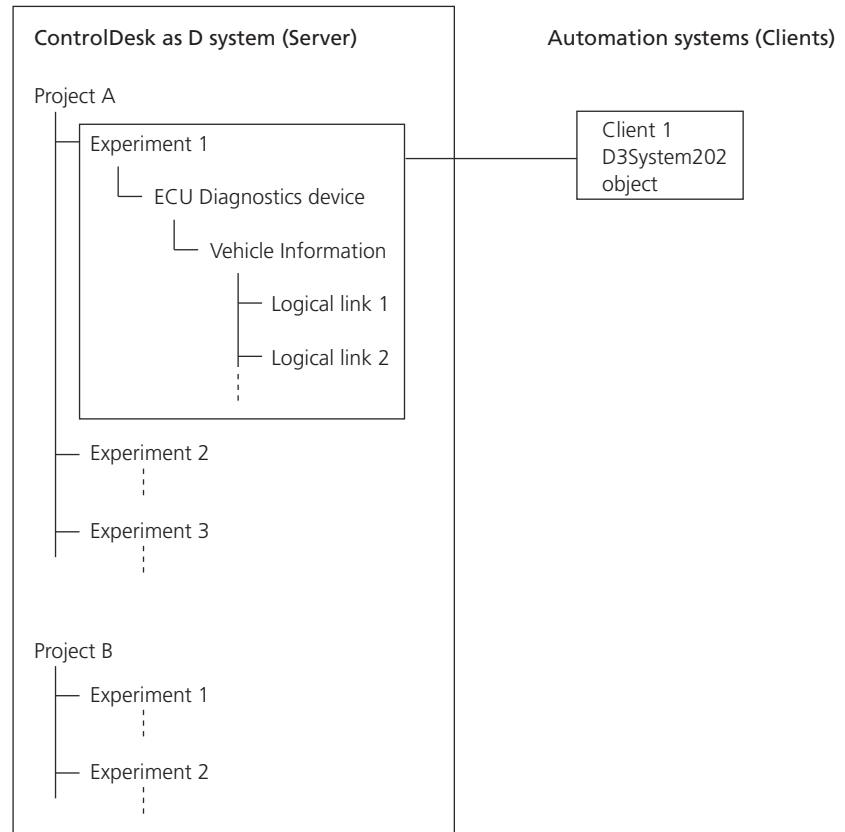 ControlDesk as D system (Server)
Automation systems (Clients)
Project A
Experiment 1
ECU Diagnostics device
Vehicle Information
Logical link 1
Logical link 2
Client 1
D3System202
object
Experiment 2
Experiment 3
Project B
Experiment 1
Experiment 2